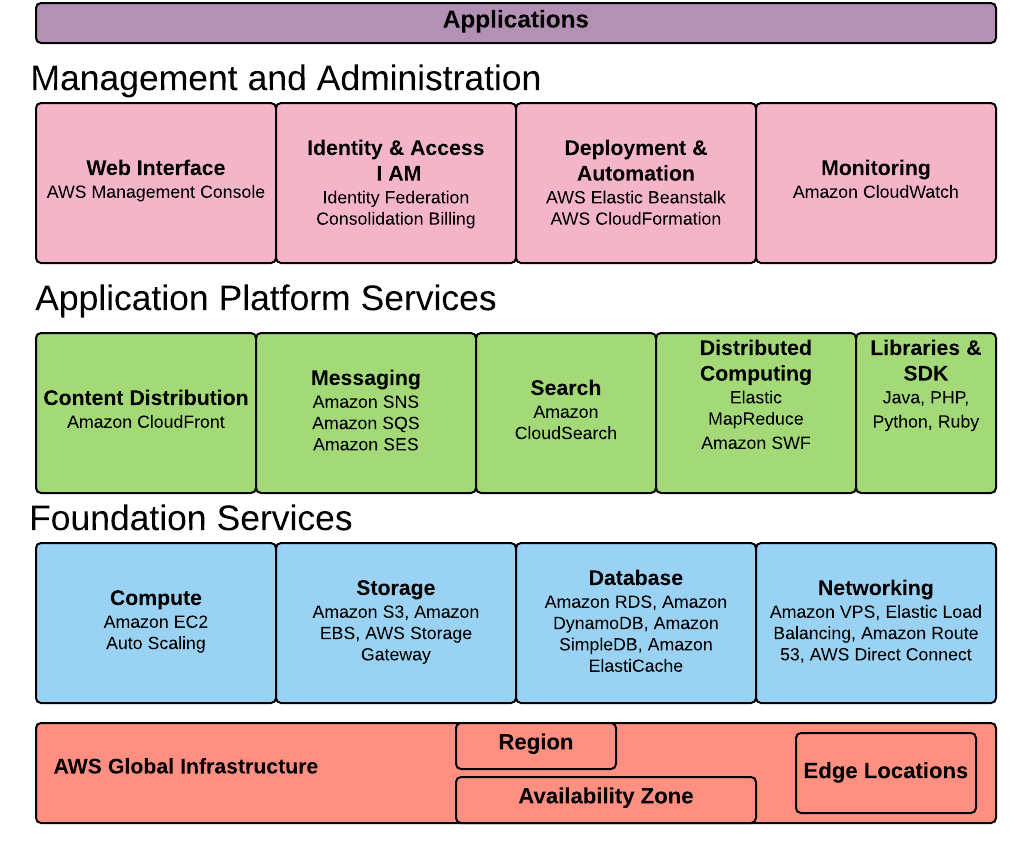 Applications
Management and Administration
Web Interface
AWS Management Console
Identity & Access
I AM
Identity Federation
Consolidation Billing
Deployment &
Automation
AWS Elastic Beanstalk
AWS CloudFormation
Monitoring
Amazon CloudWatch
Application Platform Services
Content Distribution
Amazon CloudFront
Messaging
Amazon SNS
Amazon SQS
Amazon SES
Search
Amazon
CloudSearch
Distributed
Computing
Elastic
MapReduce
Amazon SWF
Libraries &
SDK
Java, PHP,
Python, Ruby
Foundation Services
Compute
Amazon EC2
Auto Scaling
Storage
Amazon S3, Amazon
EBS, AWS Storage
Gateway
Database
Amazon RDS, Amazon
DynamoDB, Amazon
SimpleDB, Amazon
ElastiCache
Networking
Amazon VPS, Elastic Load
Balancing, Amazon Route
53, AWS Direct Connect
AWS Global Infrastructure
Region
Availability Zone
Edge Locations